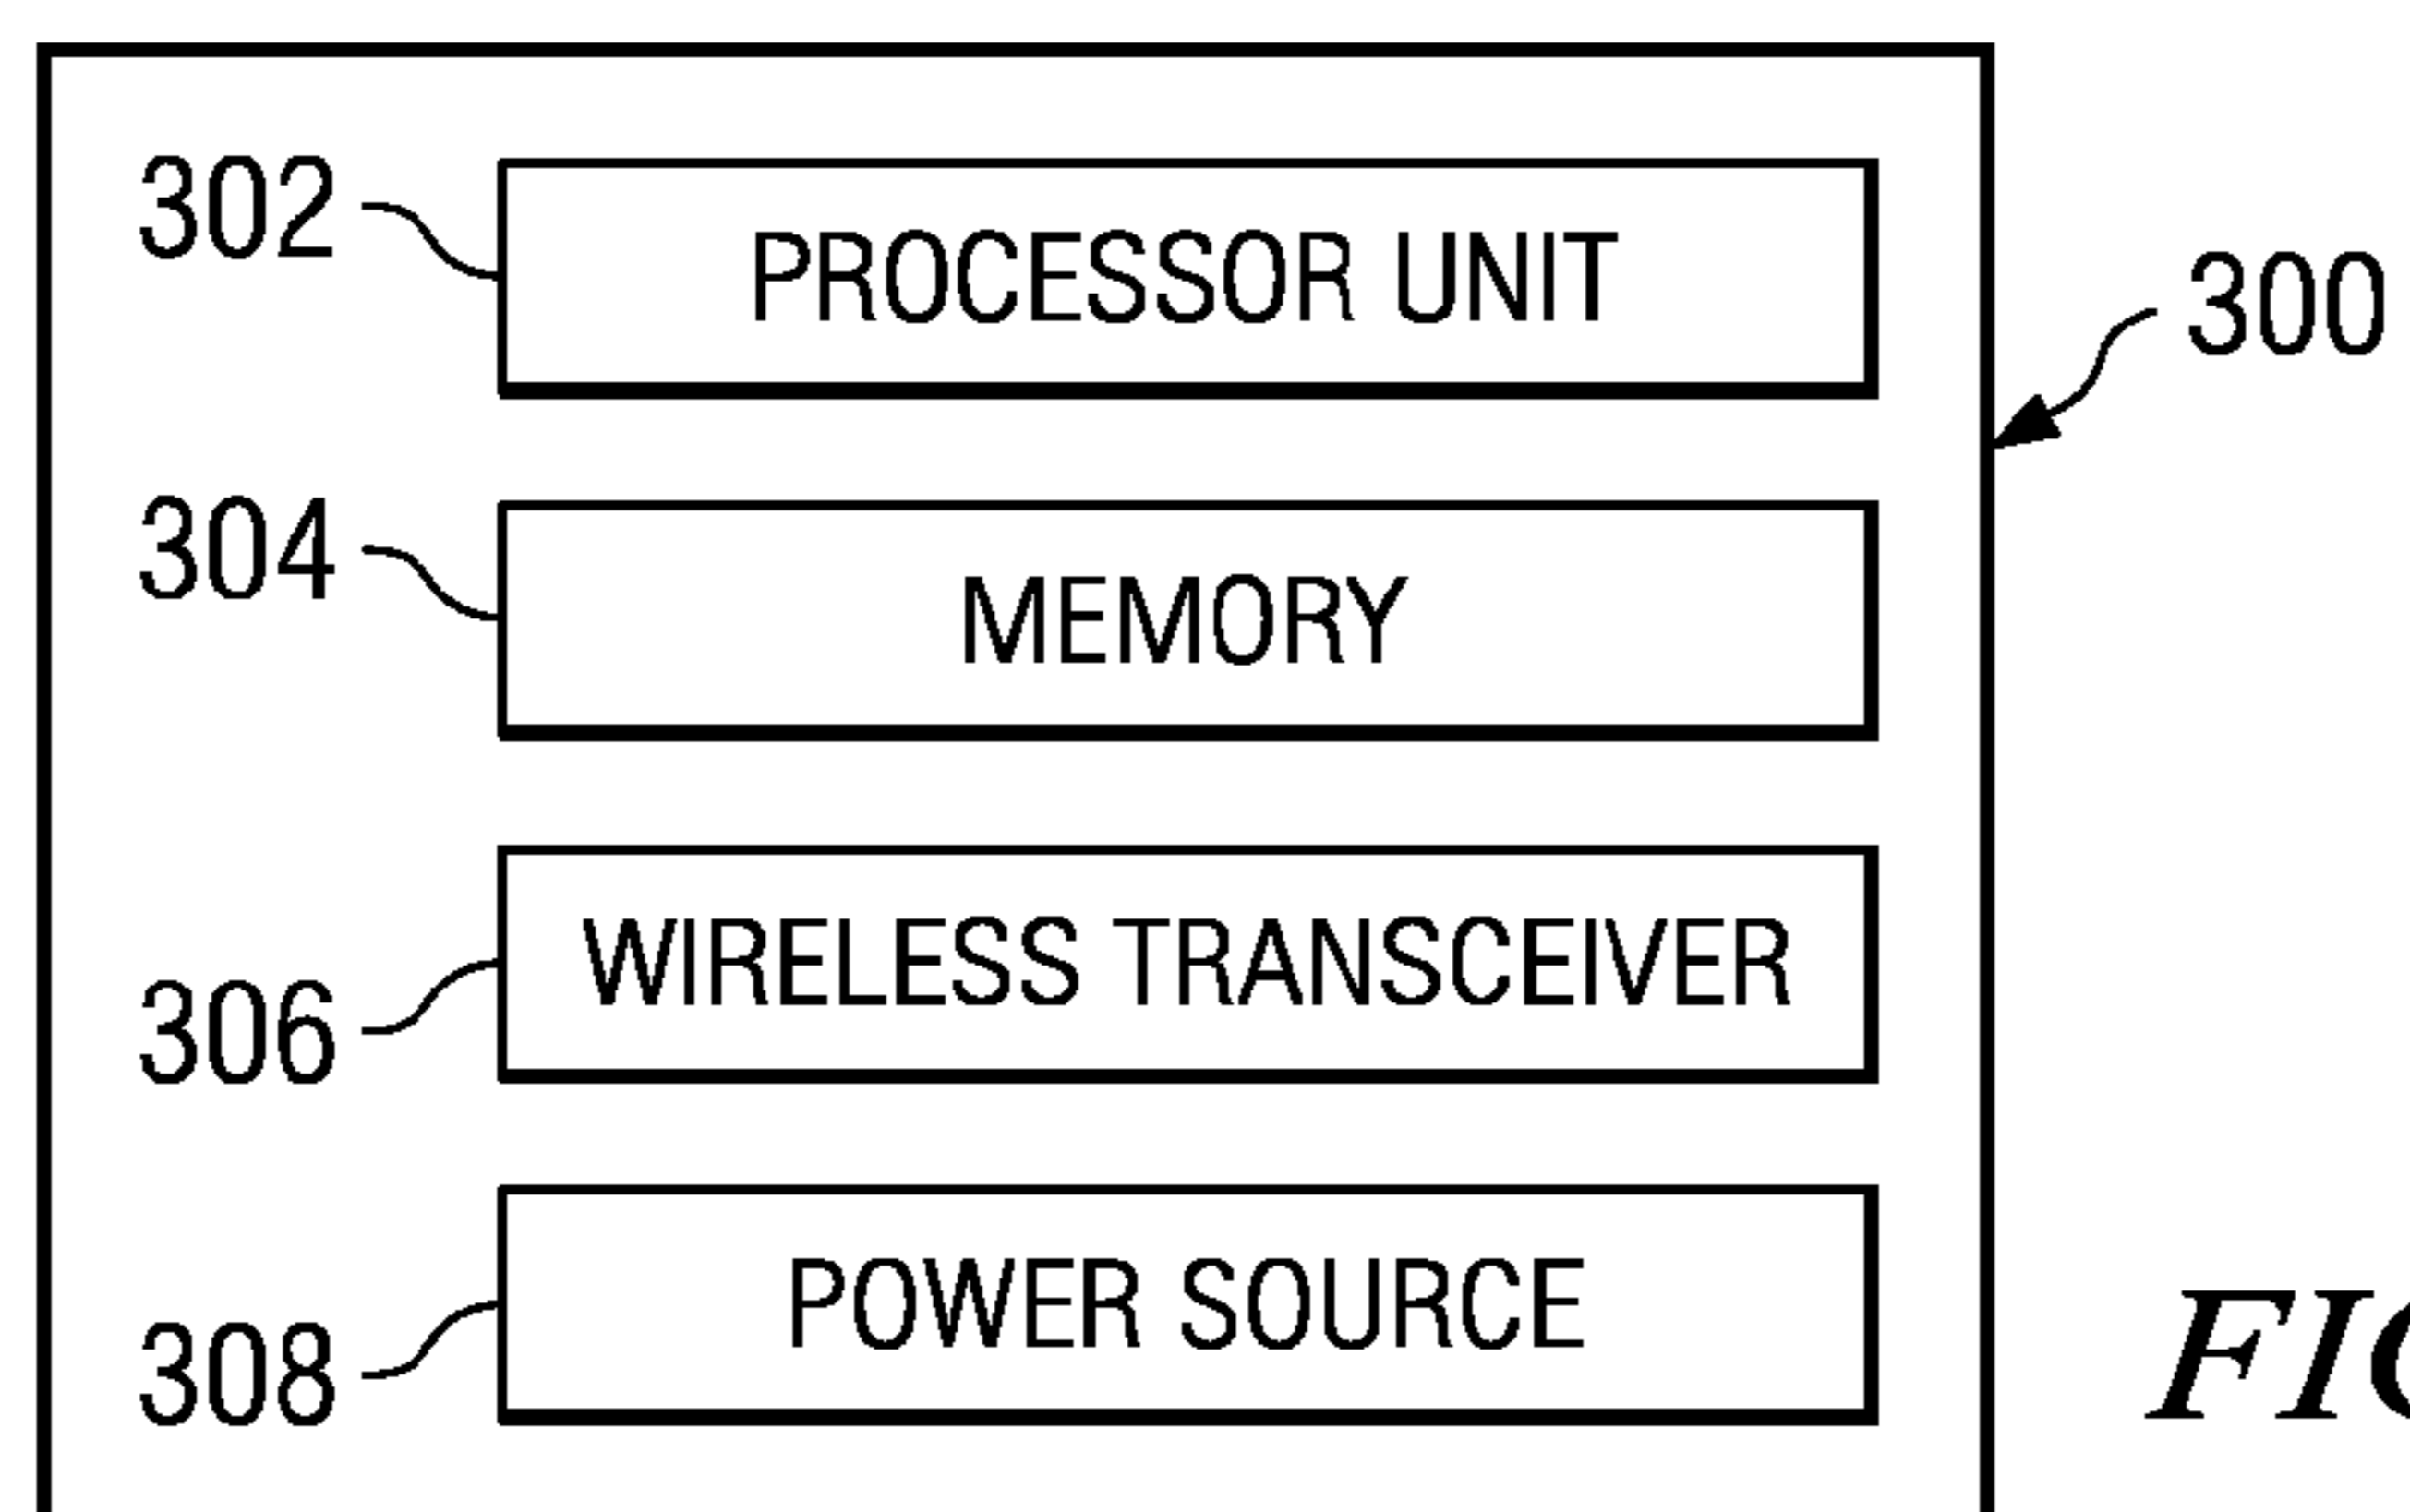 302 PROCESSOR UNIT
300
304 MEMORY
306 WIRELESS TRANSCEIVER
308 POWER SOURCE